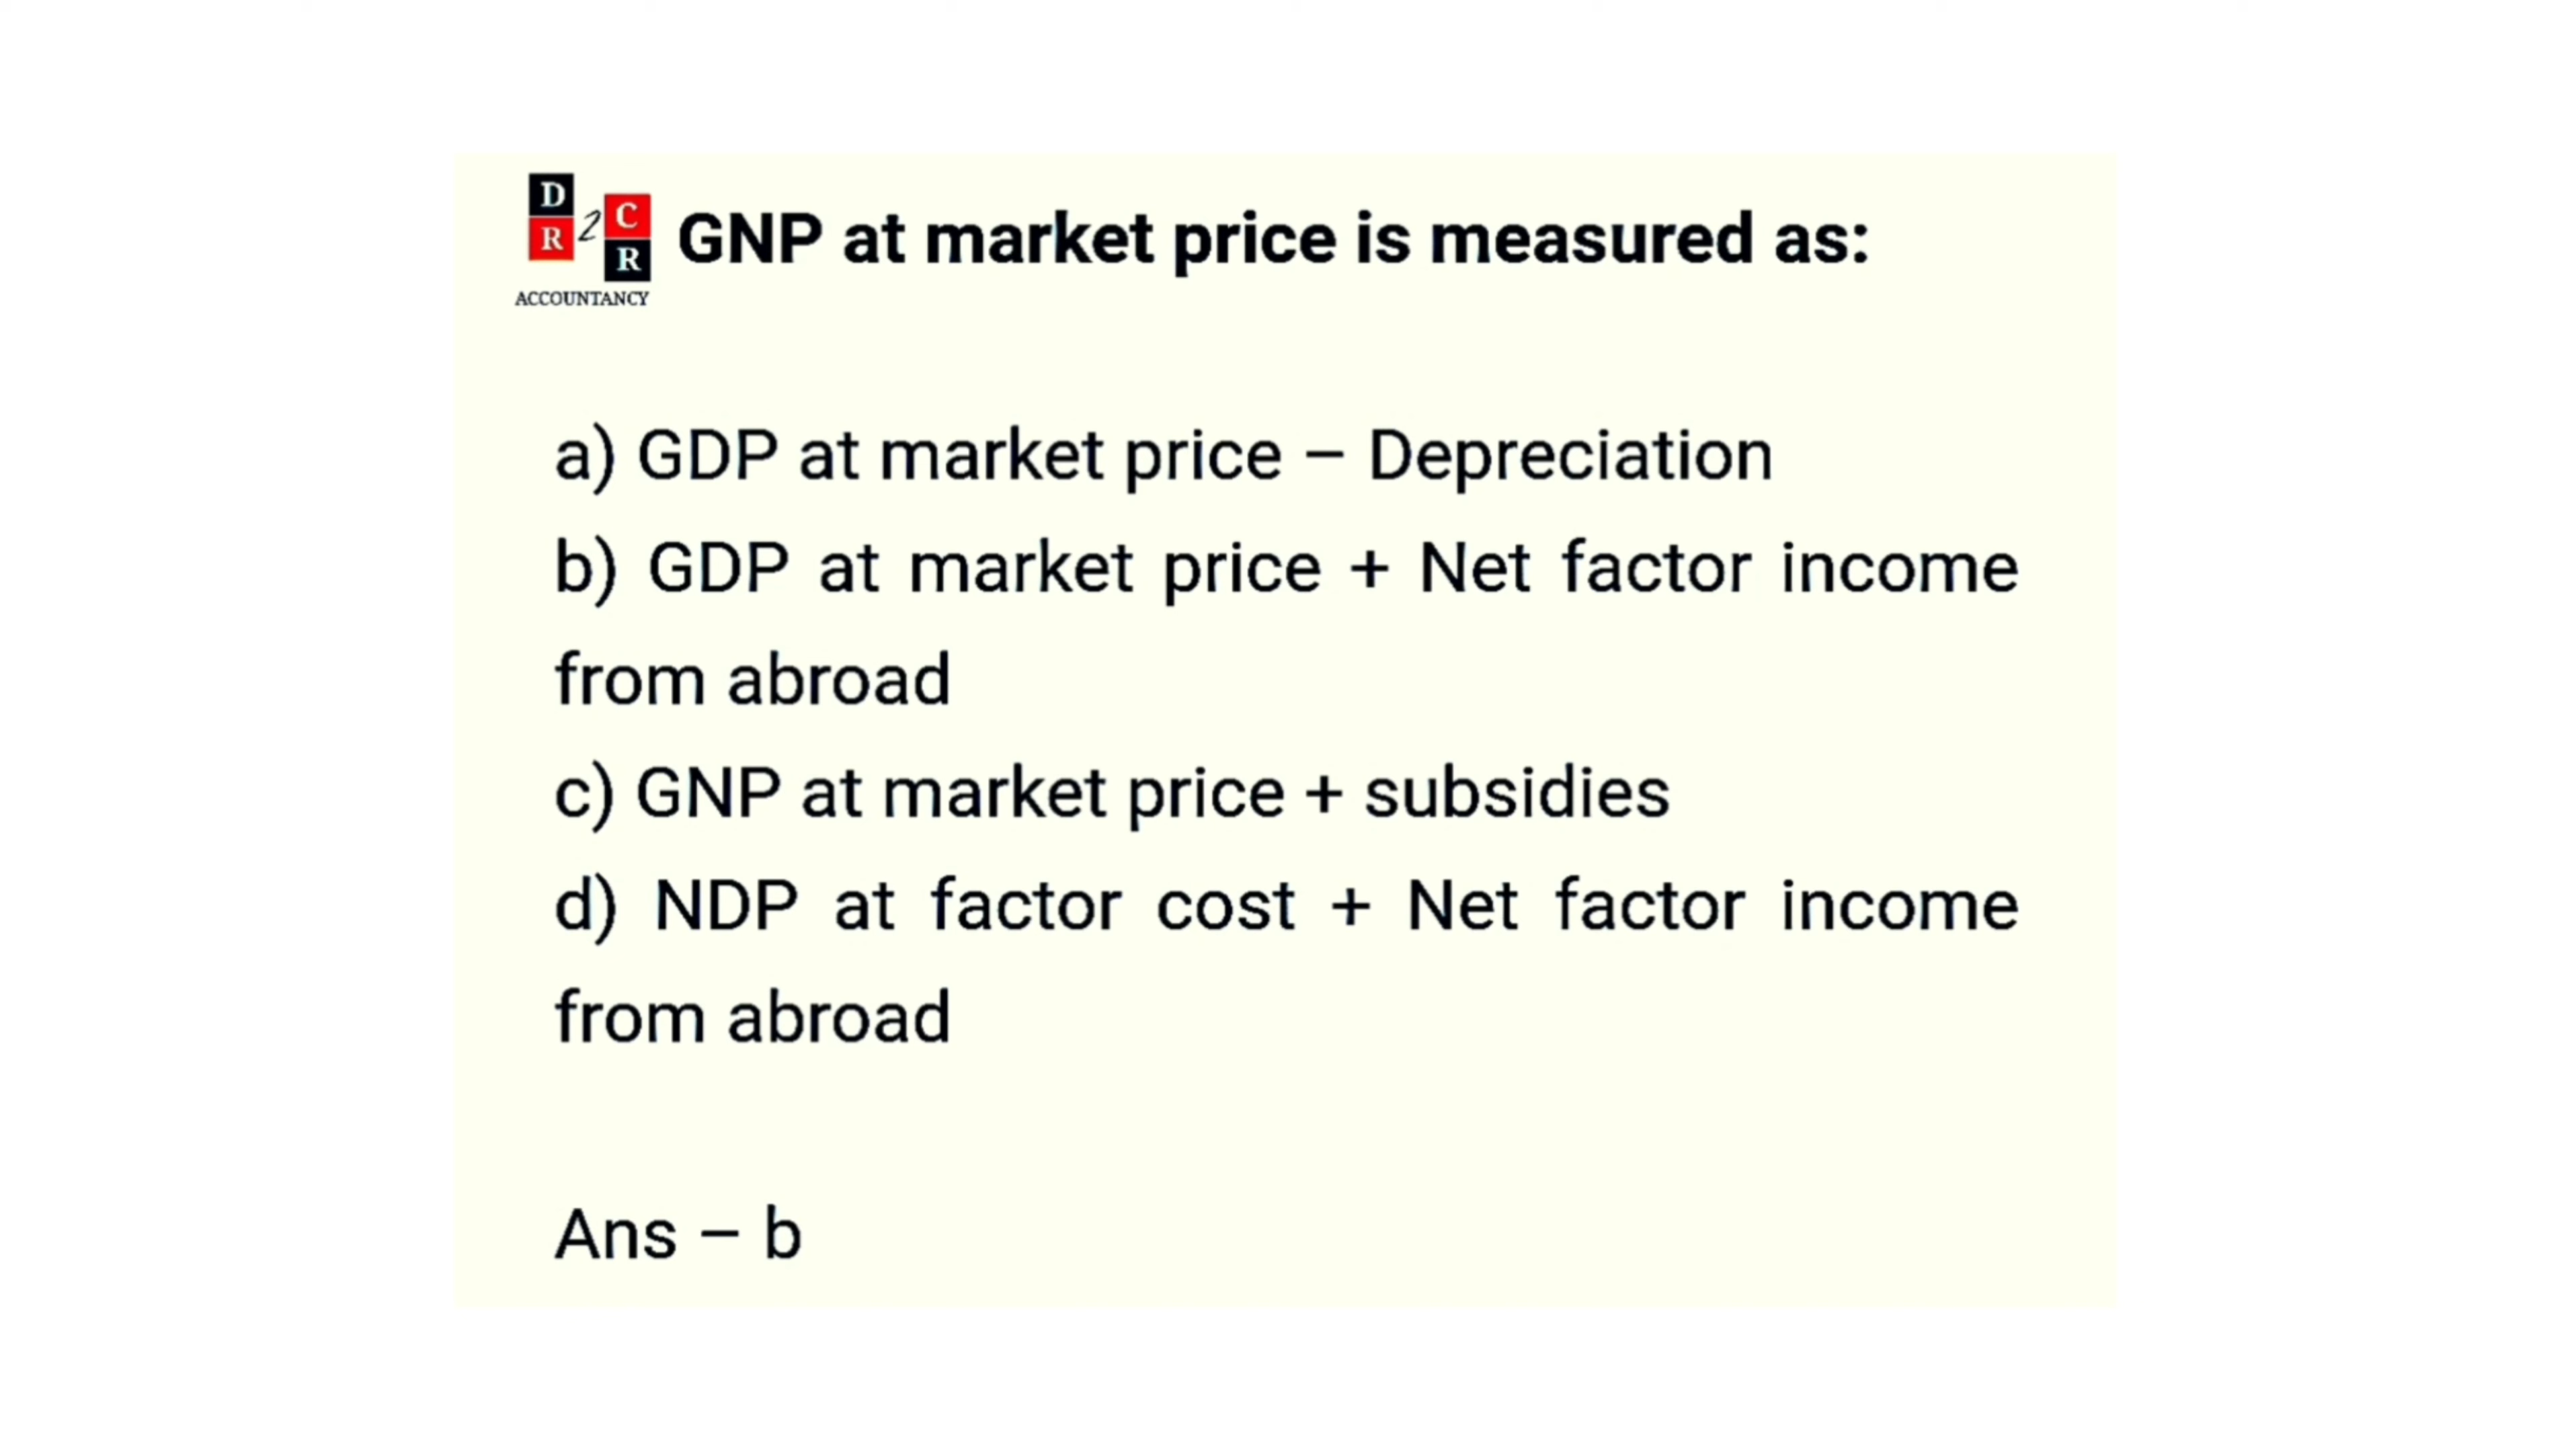 D
R 2 C
R
ACCOUNTANCY
GNP at market price is measured as:
a) GDP at market price – Depreciation
b) GDP at market price + Net factor income
from abroad
c) GNP at market price + subsidies
d) NDP at factor cost + Net factor income
from abroad
Ans – b